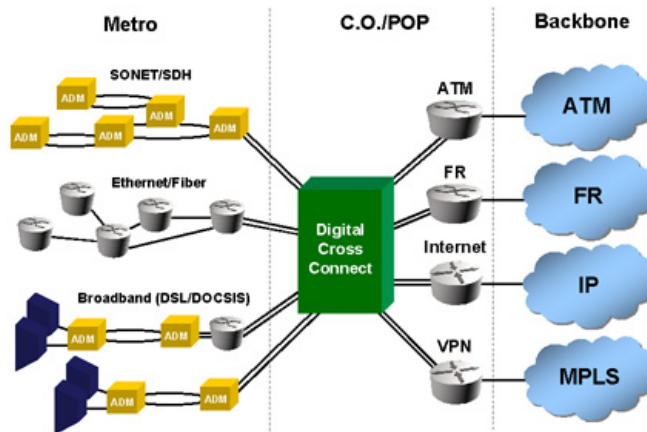 Metro
C.O./POP
Backbone
SONET/SDH
ADM
ADM
ADM
ADM
ADM
Ethernet/Fiber
Broadband (DSL/DOCSIS)
ADM
ADM
ADM
ADM
Digital
Cross
Connect
ATM
FR
Internet
VPN
ATM
FR
IP
MPLS